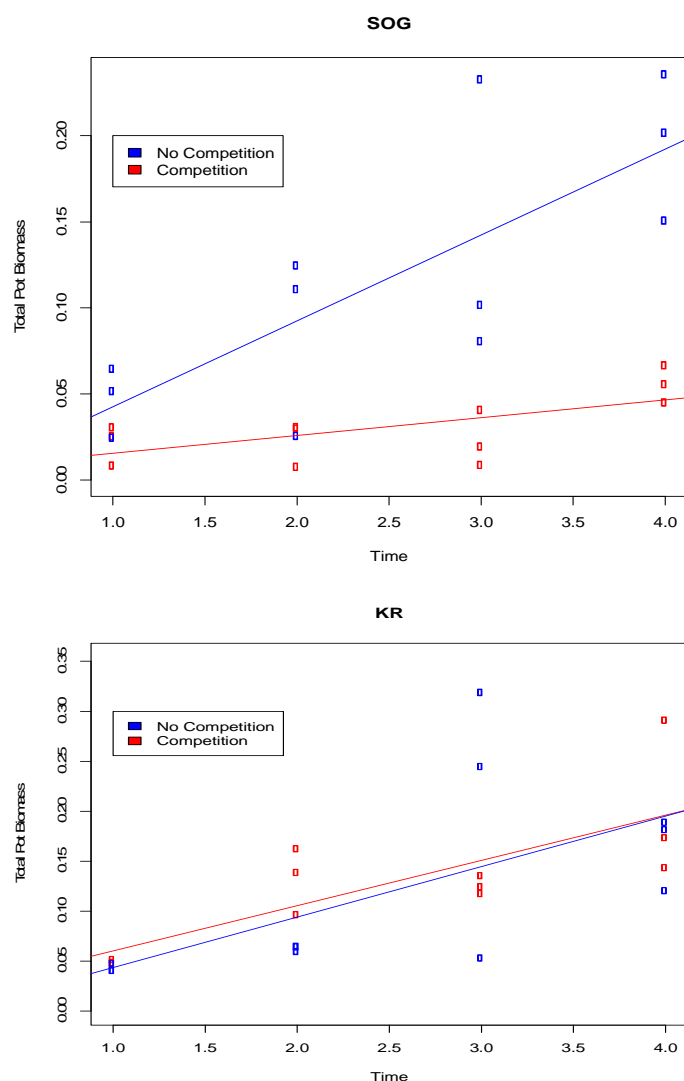 SOG
0.20
0.15
0.10
0.05
0.00
Total Pot Biomass
No Competition
Competition
1.0 1.5 2.0 2.5 3.0 3.5 4.0
Time
KR
0.35
0.30
0.25
0.20
0.15
0.10
0.05
0.00
Total Pot Biomass
No Competition
Competition
1.0 1.5 2.0 2.5 3.0 3.5 4.0
Time